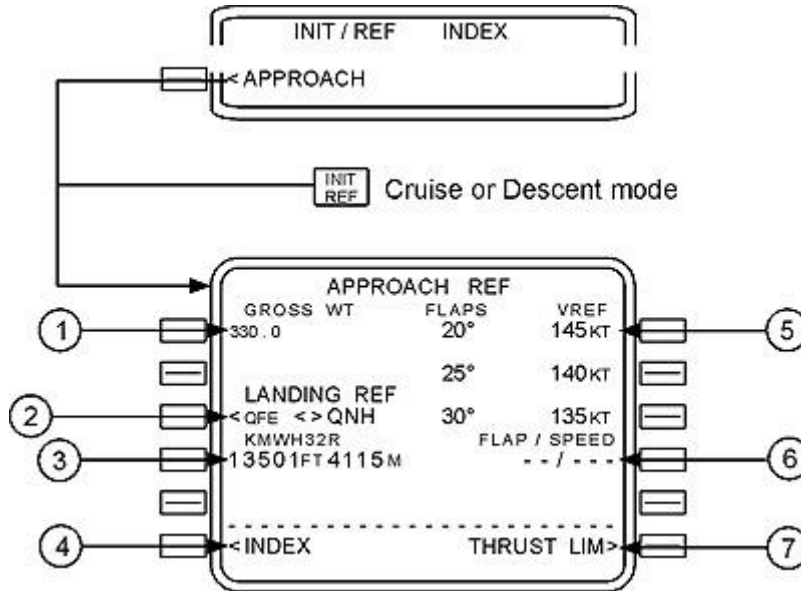 INIT / REF INDEX
< APPROACH
INIT REF Cruise or Descent mode
APPROACH REF
GROSS WT FLAPS VREF
1 330.0 20° 145KT 5
25° 140KT
LANDING REF
2 < QFE <> QNH 30° 135KT
KMWH32R FLAP / SPEED
3 13501FT 4115M - - / - - - 6
- - - - - - - - - - - - - - - - - - - - - - - - - - - - - -
4 < INDEX THRUST LIM > 7